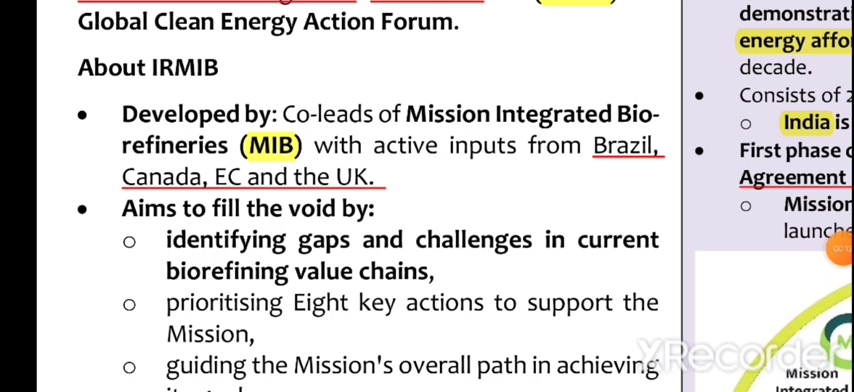 Global Clean Energy Action Forum.
About IRMIB
• Developed by: Co-leads of Mission Integrated Bio-
refineries (MIB) with active inputs from Brazil,
Canada, EC and the UK.
• Aims to fill the void by:
o identifying gaps and challenges in current
biorefining value chains,
o prioritising Eight key actions to support the
Mission,
o guiding the Mission's overall path in achieving
energy affo
decade.
• Consists of 2
o India is
• First phase
Agreement
o Mission
launche
Mission
Integrated
XRecorder